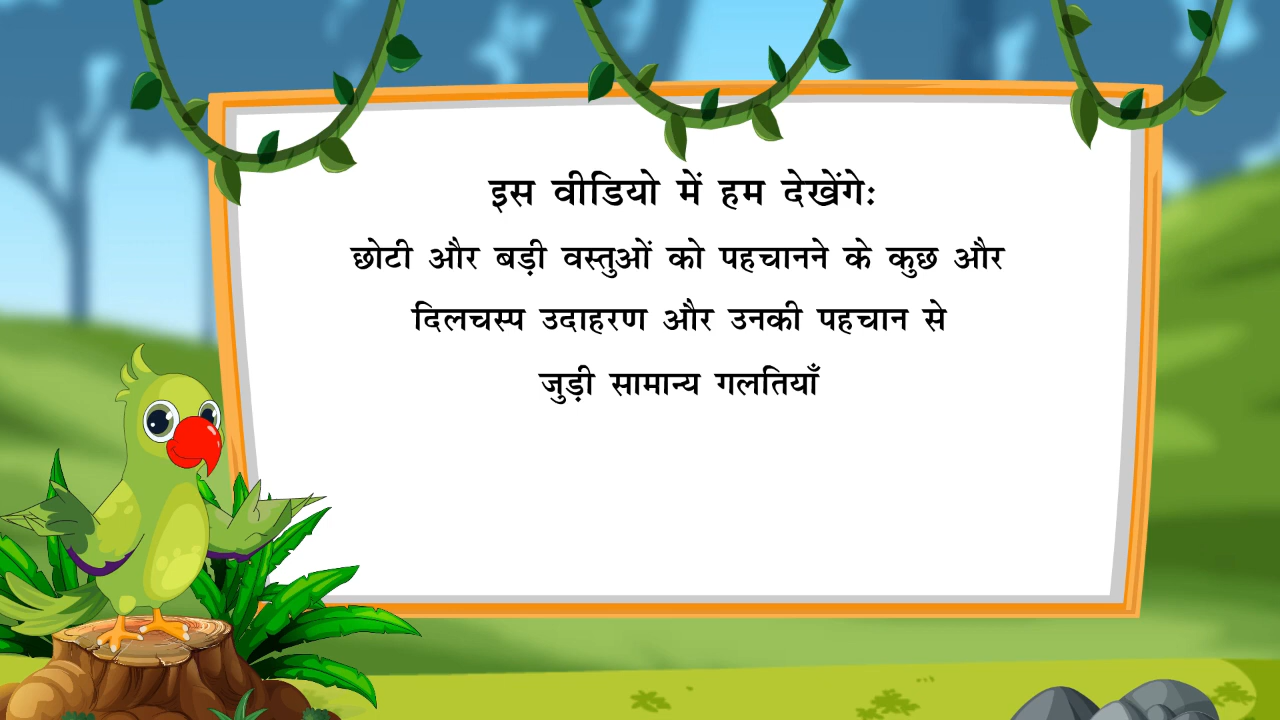 इस वीडियो में हम देखेंगे:
छोटी और बड़ी वस्तुओं को पहचानने के कुछ और
दिलचस्प उदाहरण और उनकी पहचान से
जुड़ी सामान्य गलतियाँ